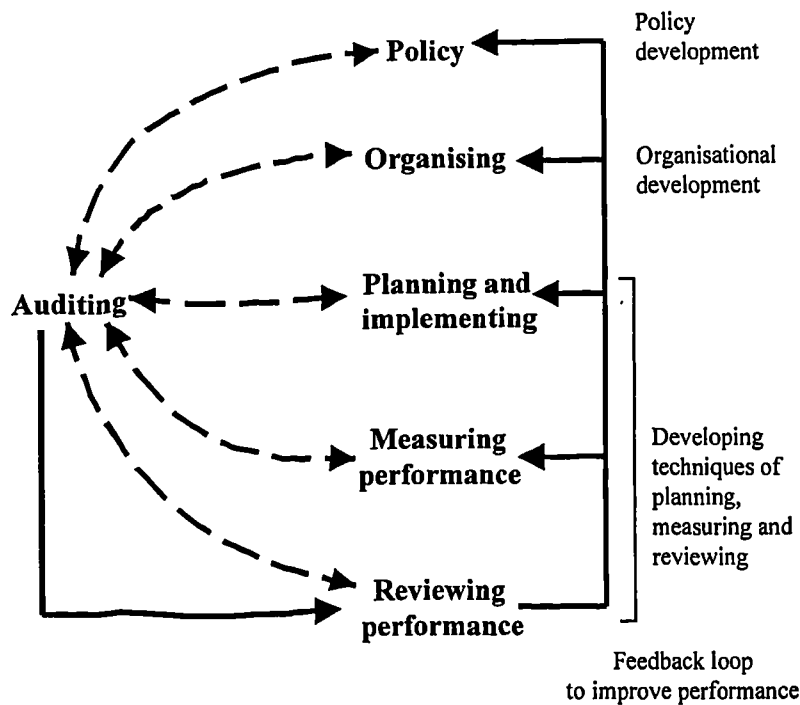 Policy
Policy
development
Organising
Organisational
development
Auditing
Planning and
implementing
Measuring
performance
Developing
techniques of
planning,
measuring and
reviewing
Reviewing
performance
Feedback loop
to improve performance